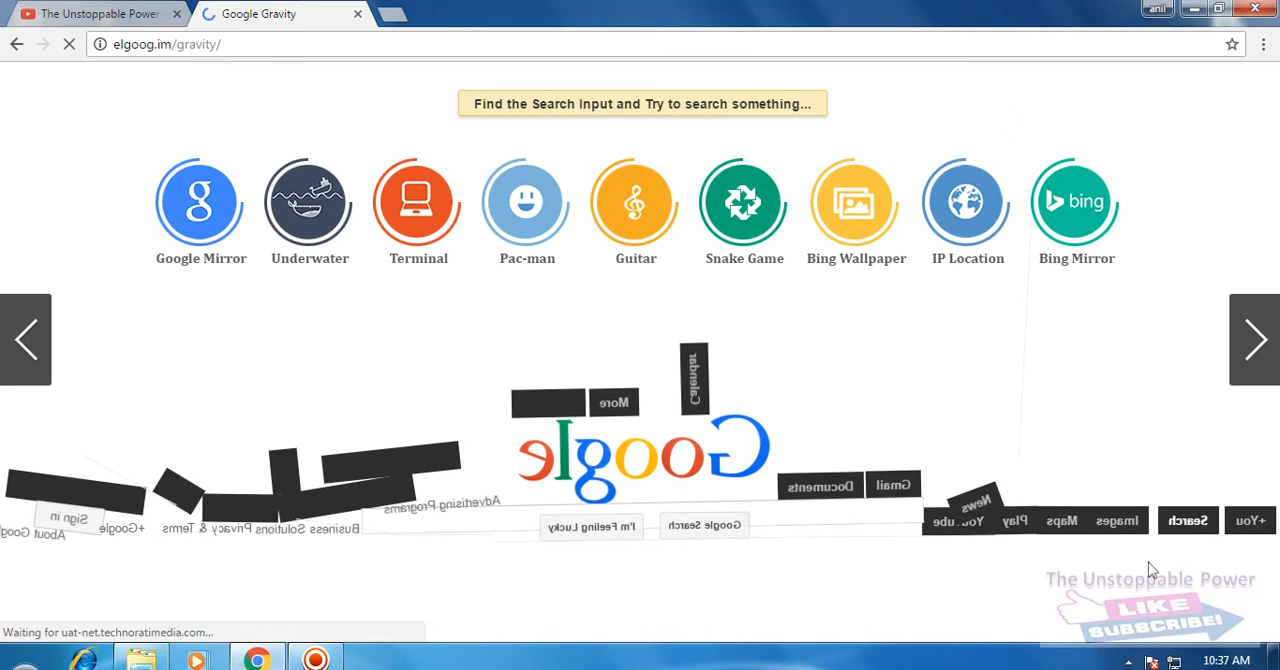 The Unstoppable Power
Google Gravity
anil
elgoog.im/gravity/
Find the Search Input and Try to search something...
g
bing
Google Mirror Underwater Terminal Pac-man Guitar Snake Game Bing Wallpaper IP Location Bing Mirror
Calendar
More
Google
Documents Gmail
News
Advertising Programs
Sign in
About Google +Google Privacy & Terms Business Solutions
I'm Feeling Lucky Google Search
YouTube Play Maps Images Search +You
The Unstoppable Power
LIKE
SUBSCRIBE!
Waiting for uat-net.technoratimedia.com...
10:37 AM